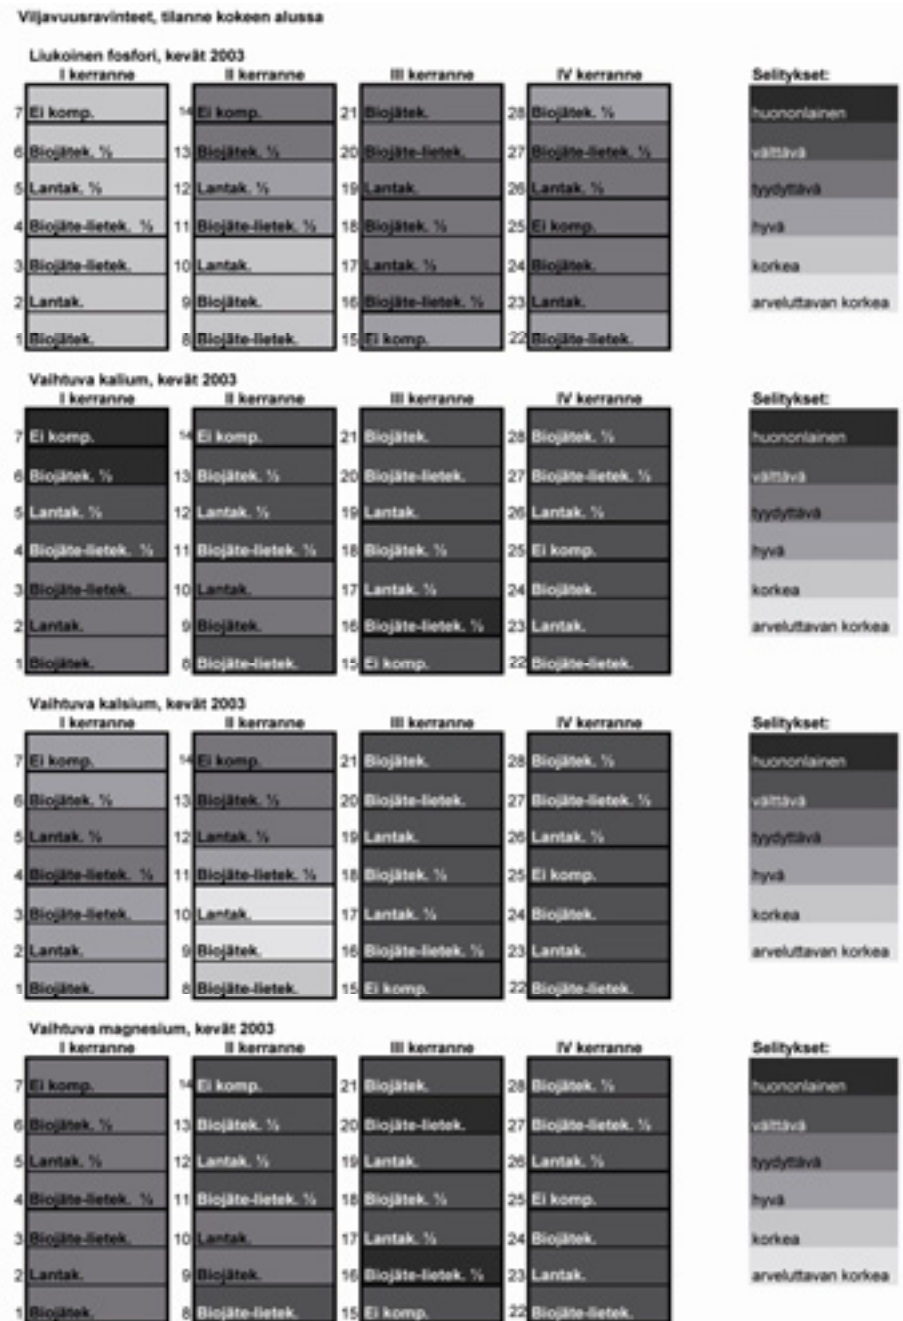 Viljavuusravinteet, tilanne kokeen alussa
Liukoinen fosfori, kevät 2003
I kerranne II kerranne III kerranne IV kerranne Selitykset:
7 Ei komp. 14 Ei komp. 21 Biojätek. 28 Biojätek. ½ huononlainen
6 Biojätek. ½ 13 Biojätek. ½ 20 Biojäte-lietek. 27 Biojäte-lietek. ½ välttävä
5 Lantak. ½ 12 Lantak. ½ 19 Lantak. 26 Lantak. ½ tyydyttävä
4 Biojäte-lietek. ½ 11 Biojäte-lietek. ½ 18 Biojätek. ½ 25 Ei komp. hyvä
3 Biojäte-lietek. 10 Lantak. 17 Lantak. ½ 24 Biojätek. korkea
2 Lantak. 9 Biojätek. 16 Biojäte-lietek. ½ 23 Lantak. arveluttavan korkea
1 Biojätek. 8 Biojäte-lietek. 15 Ei komp. 22 Biojäte-lietek.
Vaihtuva kalium, kevät 2003
I kerranne II kerranne III kerranne IV kerranne Selitykset:
7 Ei komp. 14 Ei komp. 21 Biojätek. 28 Biojätek. ½ huononlainen
6 Biojätek. ½ 13 Biojätek. ½ 20 Biojäte-lietek. 27 Biojäte-lietek. ½ välttävä
5 Lantak. ½ 12 Lantak. ½ 19 Lantak. 26 Lantak. ½ tyydyttävä
4 Biojäte-lietek. ½ 11 Biojäte-lietek. ½ 18 Biojätek. ½ 25 Ei komp. hyvä
3 Biojäte-lietek. 10 Lantak. 17 Lantak. ½ 24 Biojätek. korkea
2 Lantak. 9 Biojätek. 16 Biojäte-lietek. ½ 23 Lantak. arveluttavan korkea
1 Biojätek. 8 Biojäte-lietek. 15 Ei komp. 22 Biojäte-lietek.
Vaihtuva kalsium, kevät 2003
I kerranne II kerranne III kerranne IV kerranne Selitykset:
7 Ei komp. 14 Ei komp. 21 Biojätek. 28 Biojätek. ½ huononlainen
6 Biojätek. ½ 13 Biojätek. ½ 20 Biojäte-lietek. 27 Biojäte-lietek. ½ välttävä
5 Lantak. ½ 12 Lantak. ½ 19 Lantak. 26 Lantak. ½ tyydyttävä
4 Biojäte-lietek. ½ 11 Biojäte-lietek. ½ 18 Biojätek. ½ 25 Ei komp. hyvä
3 Biojäte-lietek. 10 Lantak. 17 Lantak. ½ 24 Biojätek. korkea
2 Lantak. 9 Biojätek. 16 Biojäte-lietek. ½ 23 Lantak. arveluttavan korkea
1 Biojätek. 8 Biojäte-lietek. 15 Ei komp. 22 Biojäte-lietek.
Vaihtuva magnesium, kevät 2003
I kerranne II kerranne III kerranne IV kerranne Selitykset:
7 Ei komp. 14 Ei komp. 21 Biojätek. 28 Biojätek. ½ huononlainen
6 Biojätek. ½ 13 Biojätek. ½ 20 Biojäte-lietek. 27 Biojäte-lietek. ½ välttävä
5 Lantak. ½ 12 Lantak. ½ 19 Lantak. 26 Lantak. ½ tyydyttävä
4 Biojäte-lietek. ½ 11 Biojäte-lietek. ½ 18 Biojätek. ½ 25 Ei komp. hyvä
3 Biojäte-lietek. 10 Lantak. 17 Lantak. ½ 24 Biojätek. korkea
2 Lantak. 9 Biojätek. 16 Biojäte-lietek. ½ 23 Lantak. arveluttavan korkea
1 Biojätek. 8 Biojäte-lietek. 15 Ei komp. 22 Biojäte-lietek.